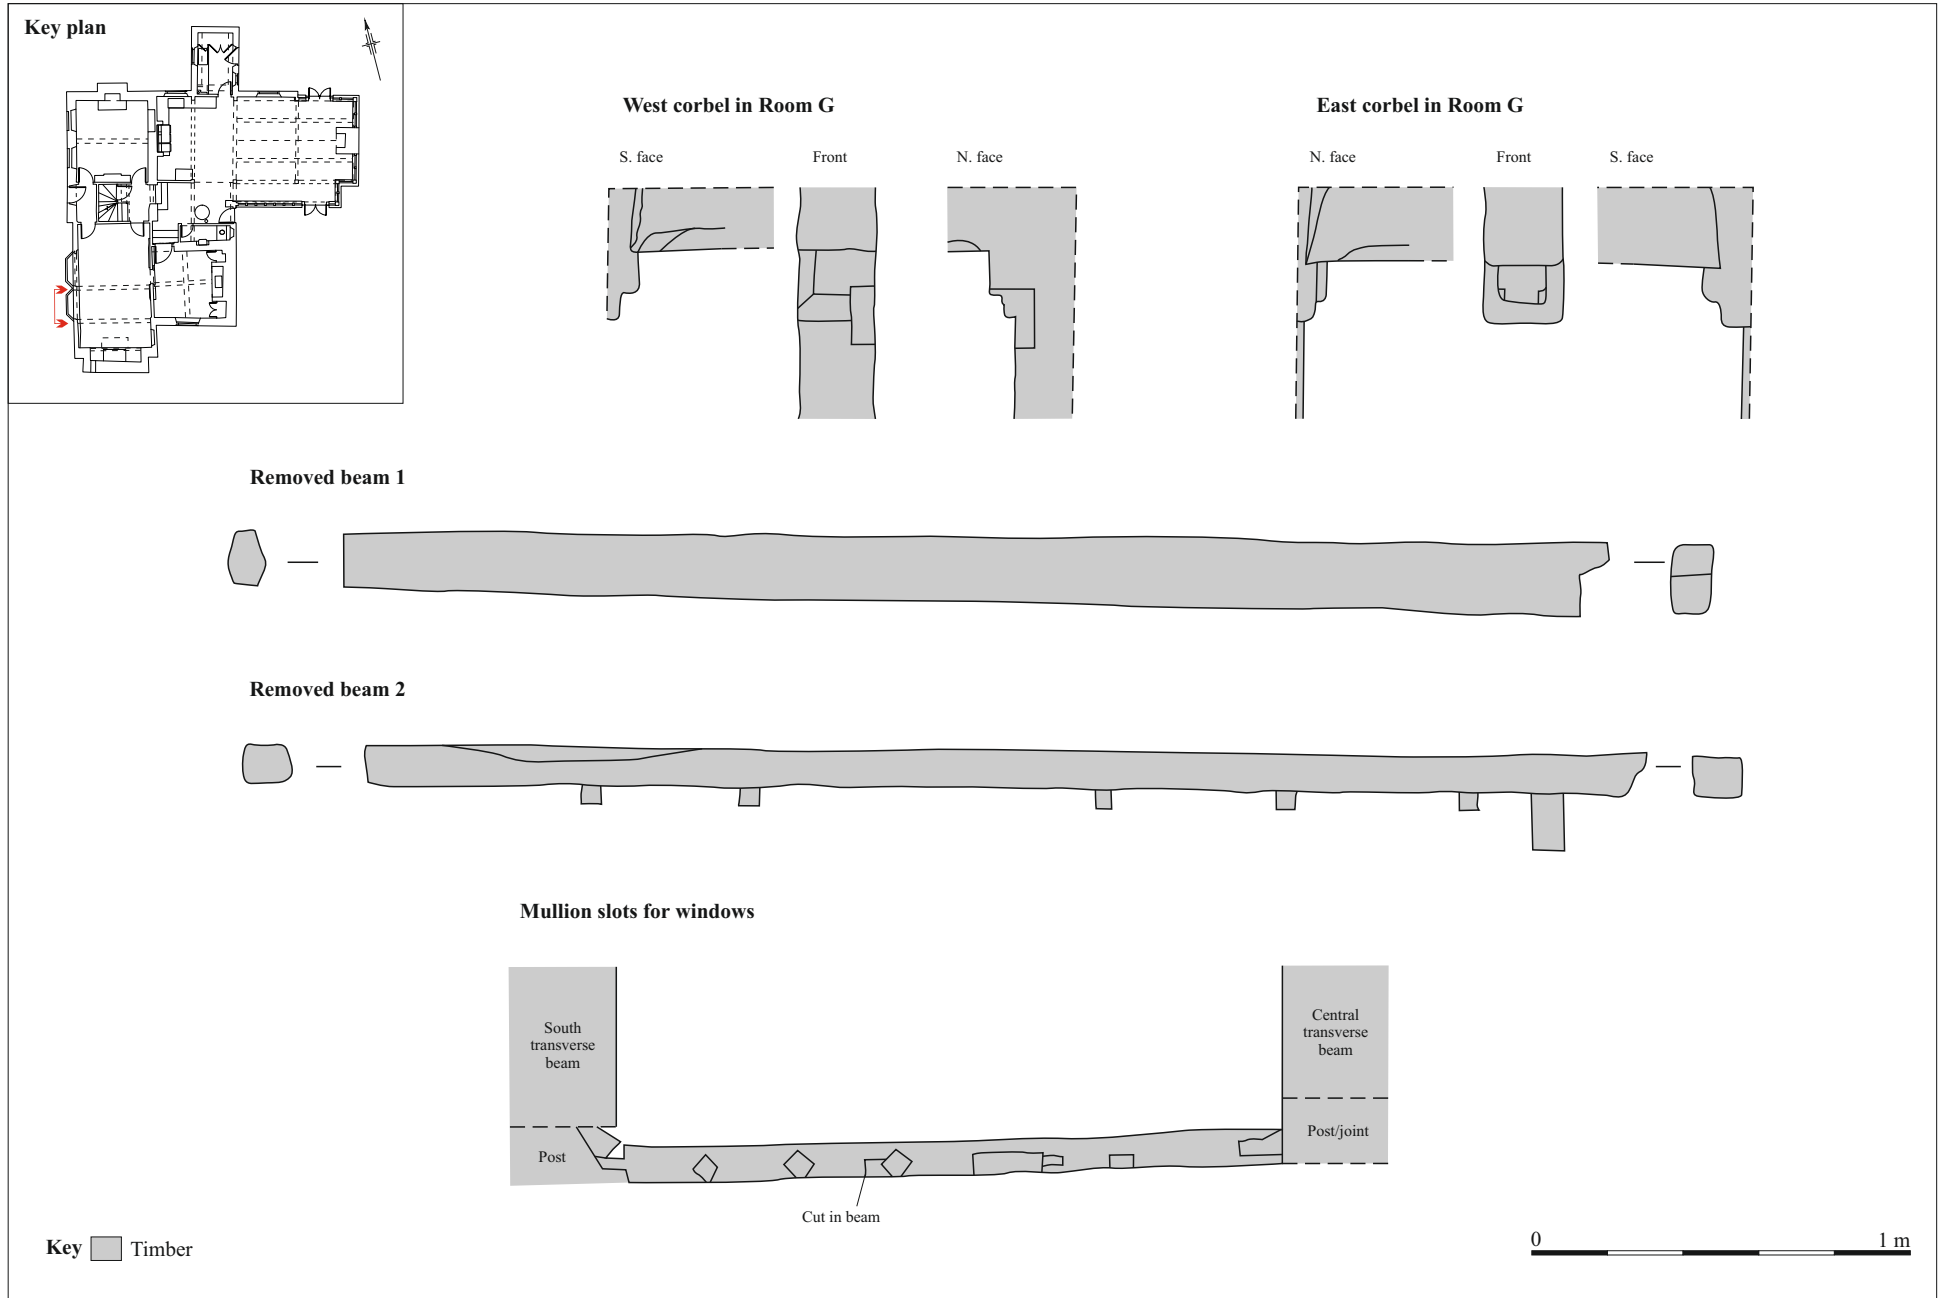 Key plan
West corbel in Room G
East corbel in Room G
S. face
Front
N. face
N. face
Front
S. face
Removed beam 1
Removed beam 2
Mullion slots for windows
South
transverse
beam
Central
transverse
beam
Post
Post/joint
Cut in beam
Key
Timber
0
1 m